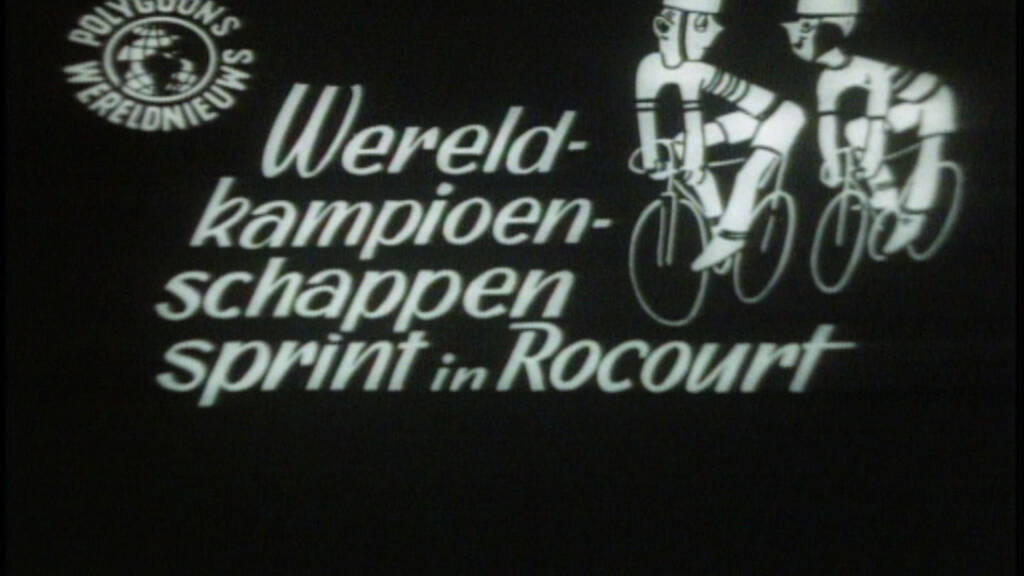 POLYGOONS
WERELDNIEUWS
Wereld-
kampioen-
schappen
sprint in Rocourt